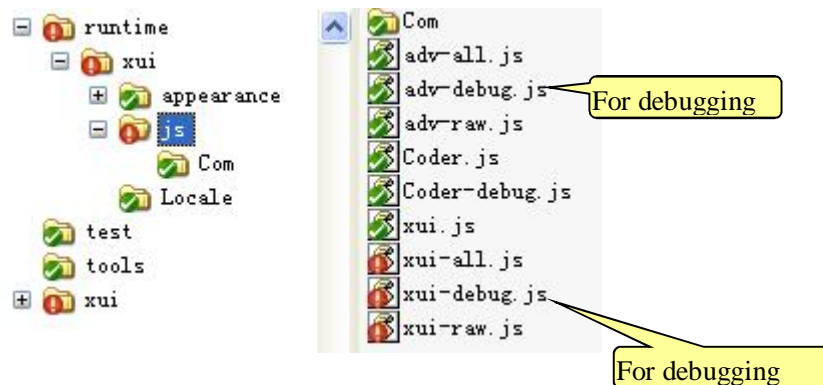 runtime
xui
appearance
js
Com
Locale
test
tools
xui
Com
adv-all.js
adv-debug.js
For debugging
adv-raw.js
Coder.js
Coder-debug.js
xui.js
xui-all.js
xui-debug.js
xui-raw.js
For debugging